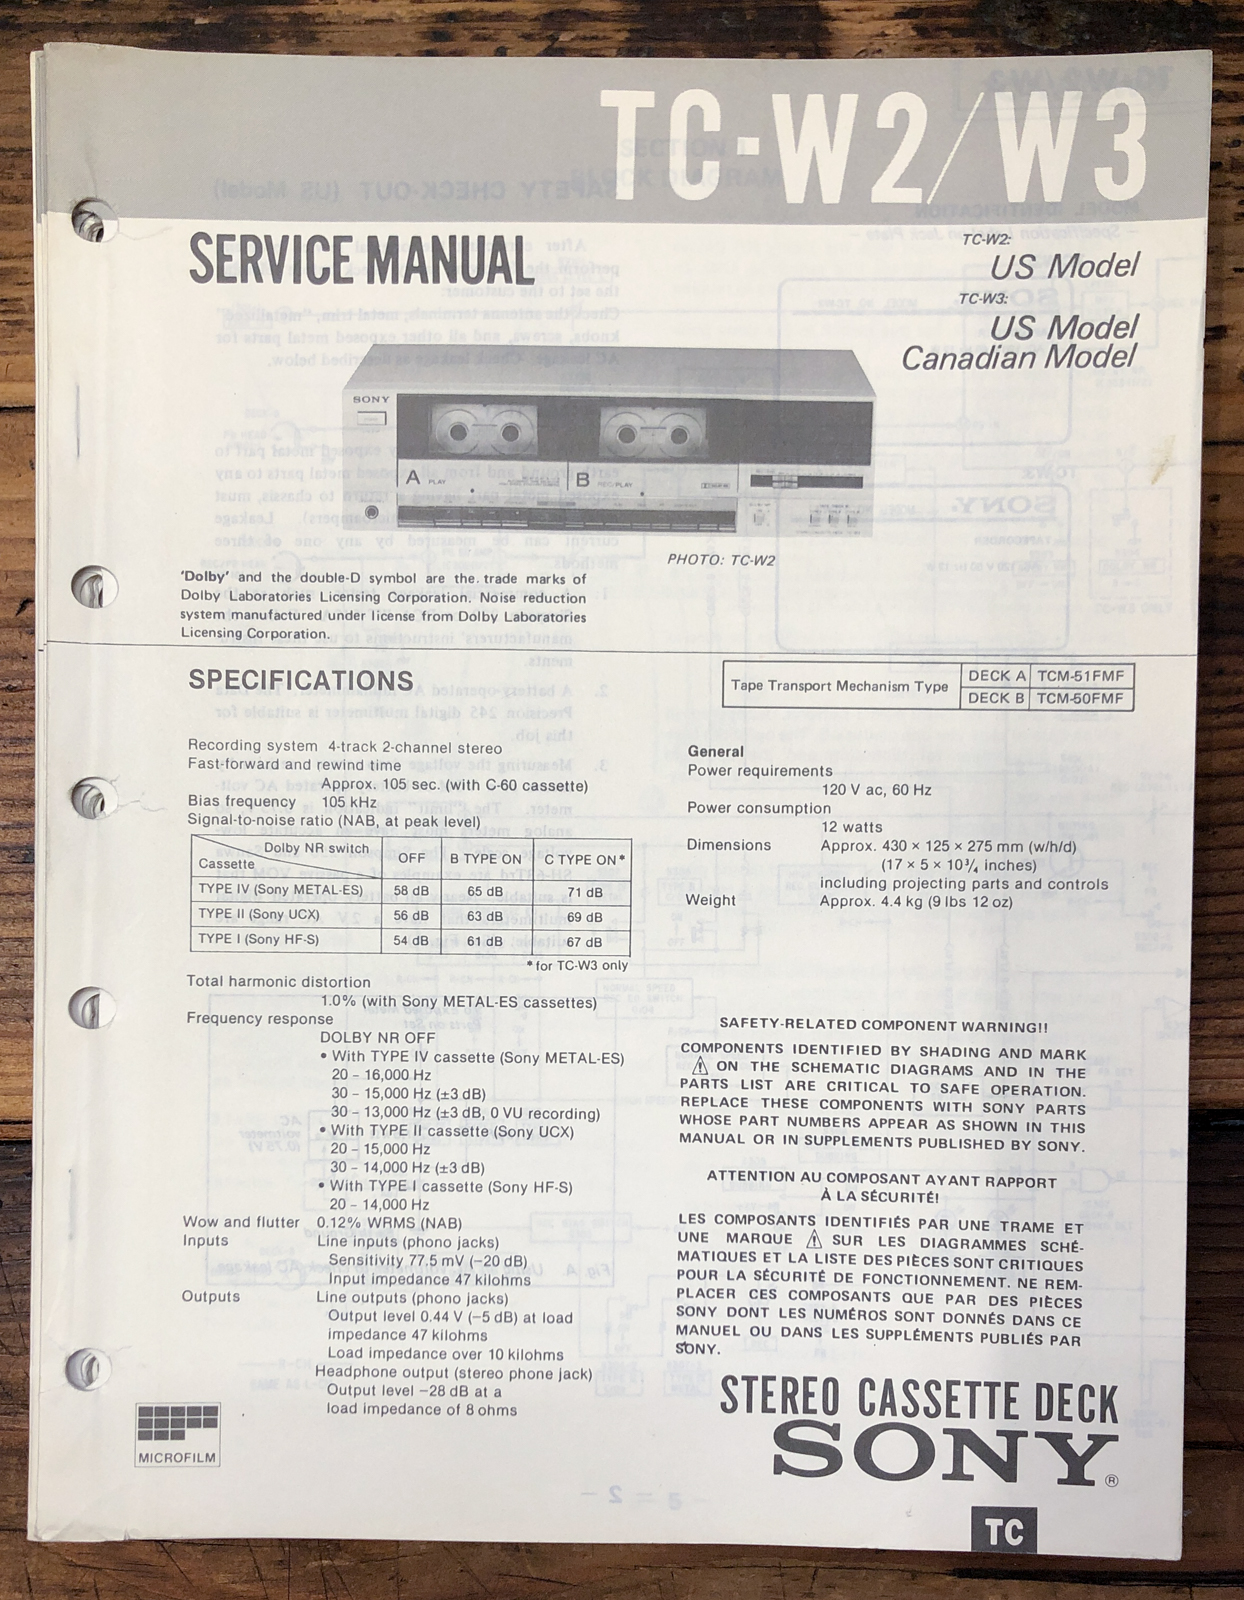 TC-W2/W3
SERVICE MANUAL
TC-W2:
US Model
TC-W3:
US Model
Canadian Model
SONY
A PLAY
B REC/PLAY
PHOTO: TC-W2
'Dolby' and the double-D symbol are the. trade marks of
Dolby Laboratories Licensing Corporation. Noise reduction
system manufactured under license from Dolby Laboratories
Licensing Corporation.
SPECIFICATIONS
Tape Transport Mechanism Type
DECK A TCM-51FMF
DECK B TCM-50FMF
Recording system 4-track 2-channel stereo
Fast-forward and rewind time
Approx. 105 sec. (with C-60 cassette)
Bias frequency 105 kHz
Signal-to-noise ratio (NAB, at peak level)
Dolby NR switch
Cassette
OFF B TYPE ON C TYPE ON*
TYPE IV (Sony METAL-ES) 58 dB 65 dB 71 dB
TYPE II (Sony UCX) 56 dB 63 dB 69 dB
TYPE I (Sony HF-S) 54 dB 61 dB 67 dB
*for TC-W3 only
Total harmonic distortion
1.0% (with Sony METAL-ES cassettes)
Frequency response
DOLBY NR OFF
• With TYPE IV cassette (Sony METAL-ES)
20 – 16,000 Hz
30 – 15,000 Hz (±3 dB)
30 – 13,000 Hz (±3 dB, 0 VU recording)
• With TYPE II cassette (Sony UCX)
20 – 15,000 Hz
30 – 14,000 Hz (±3 dB)
• With TYPE I cassette (Sony HF-S)
20 – 14,000 Hz
Wow and flutter 0.12% WRMS (NAB)
Inputs Line inputs (phono jacks)
Sensitivity 77.5 mV (−20 dB)
Input impedance 47 kilohms
Outputs Line outputs (phono jacks)
Output level 0.44 V (−5 dB) at load
impedance 47 kilohms
Load impedance over 10 kilohms
Headphone output (stereo phone jack)
Output level −28 dB at a
load impedance of 8 ohms
MICROFILM
General
Power requirements
120 V ac, 60 Hz
Power consumption
12 watts
Dimensions Approx. 430 × 125 × 275 mm (w/h/d)
(17 × 5 × 10¾ inches)
including projecting parts and controls
Weight Approx. 4.4 kg (9 lbs 12 oz)
SAFETY-RELATED COMPONENT WARNING!!
COMPONENTS IDENTIFIED BY SHADING AND MARK
⚠ ON THE SCHEMATIC DIAGRAMS AND IN THE
PARTS LIST ARE CRITICAL TO SAFE OPERATION.
REPLACE THESE COMPONENTS WITH SONY PARTS
WHOSE PART NUMBERS APPEAR AS SHOWN IN THIS
MANUAL OR IN SUPPLEMENTS PUBLISHED BY SONY.
ATTENTION AU COMPOSANT AYANT RAPPORT
À LA SÉCURITÉ!
LES COMPOSANTS IDENTIFIÉS PAR UNE TRAME ET
UNE MARQUE ⚠ SUR LES DIAGRAMMES SCHÉ-
MATIQUES ET LA LISTE DES PIÈCES SONT CRITIQUES
POUR LA SÉCURITÉ DE FONCTIONNEMENT. NE REM-
PLACER CES COMPOSANTS QUE PAR DES PIÈCES
SONY DONT LES NUMÉROS SONT DONNÉS DANS CE
MANUEL OU DANS LES SUPPLÉMENTS PUBLIÉS PAR
SONY.
STEREO CASSETTE DECK
SONY®
TC